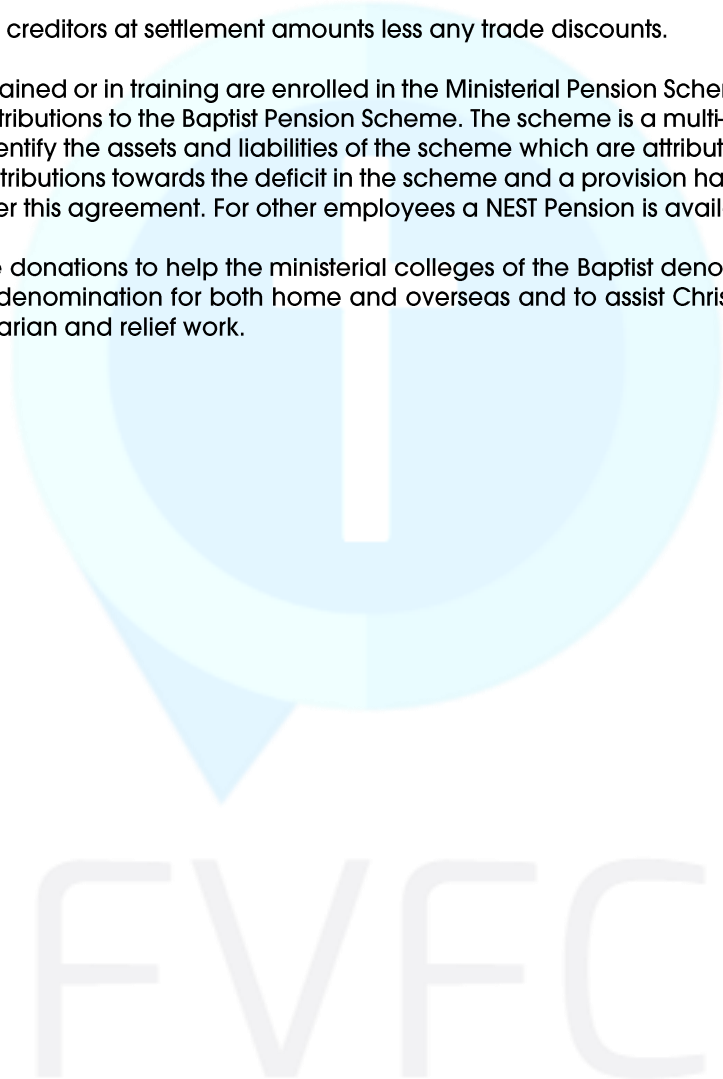 creditors at settlement amounts less any trade discounts.
ained or in training are enrolled in the Ministerial Pension Schem
tributions to the Baptist Pension Scheme. The scheme is a multi-
entify the assets and liabilities of the scheme which are attribut
tributions towards the deficit in the scheme and a provision ha
er this agreement. For other employees a NEST Pension is avail
e donations to help the ministerial colleges of the Baptist deno
denomination for both home and overseas and to assist Chris
arian and relief work.
FVFC